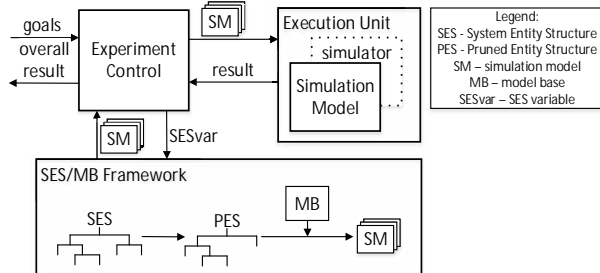 goals
overall
result
Experiment
Control
SM
result
Execution Unit
simulator
Simulation
Model
Legend:
SES - System Entity Structure
PES - Pruned Entity Structure
SM – simulation model
MB – model base
SESvar – SES variable
SM
SESvar
SES/MB Framework
SES
PES
MB
SM